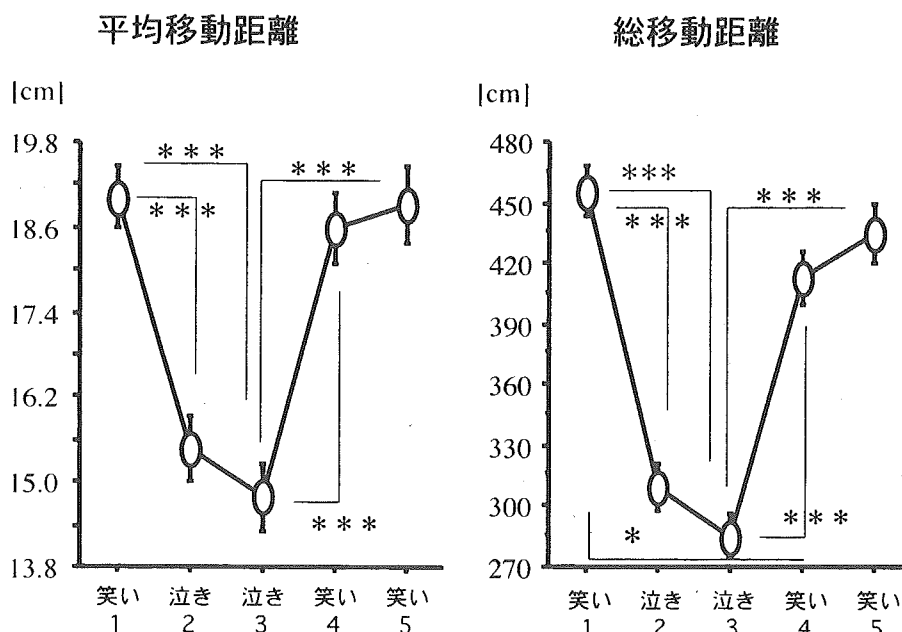 平均移動距離
[cm]
19.8
18.6
17.4
16.2
15.0
13.8
***
***
***
***
笑い 泣き 泣き 笑い 笑い
1 2 3 4 5
総移動距離
[cm]
480
450
420
390
360
330
300
270
***
***
***
***
*
笑い 泣き 泣き 笑い 笑い
1 2 3 4 5